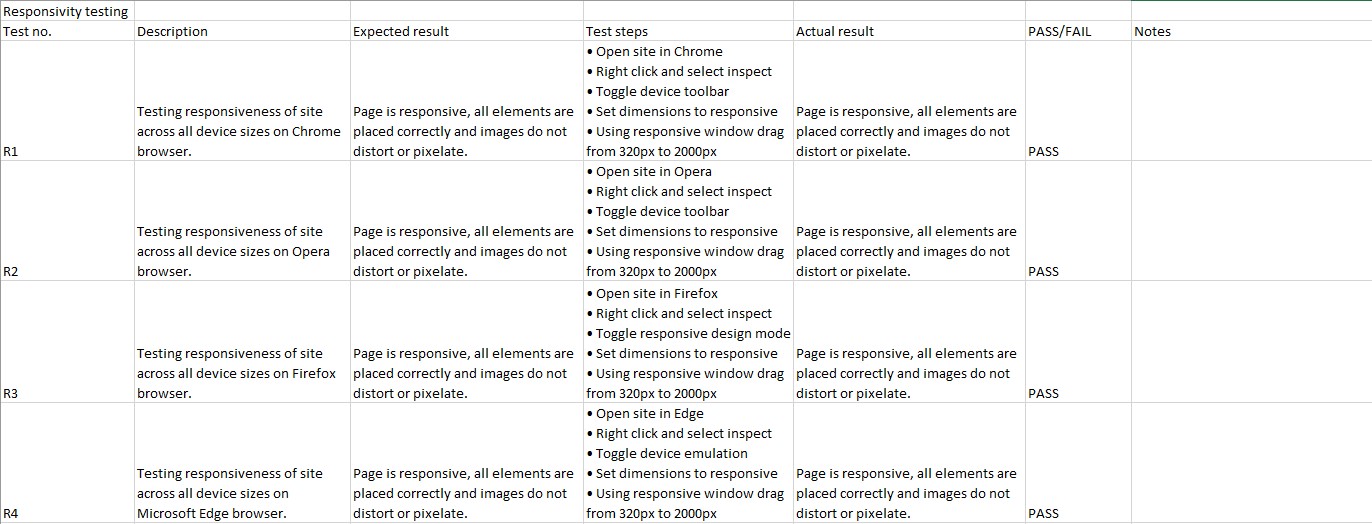 Responsivity testing
Test no. Description Expected result Test steps Actual result PASS/FAIL Notes
R1
Testing responsiveness of site
across all device sizes on Chrome
browser.
Page is responsive, all elements are
placed correctly and images do not
distort or pixelate.
• Open site in Chrome
• Right click and select inspect
• Toggle device toolbar
• Set dimensions to responsive
• Using responsive window drag
from 320px to 2000px
Page is responsive, all elements are
placed correctly and images do not
distort or pixelate.
PASS
R2
Testing responsiveness of site
across all device sizes on Opera
browser.
Page is responsive, all elements are
placed correctly and images do not
distort or pixelate.
• Open site in Opera
• Right click and select inspect
• Toggle device toolbar
• Set dimensions to responsive
• Using responsive window drag
from 320px to 2000px
Page is responsive, all elements are
placed correctly and images do not
distort or pixelate.
PASS
R3
Testing responsiveness of site
across all device sizes on Firefox
browser.
Page is responsive, all elements are
placed correctly and images do not
distort or pixelate.
• Open site in Firefox
• Right click and select inspect
• Toggle responsive design mode
• Set dimensions to responsive
• Using responsive window drag
from 320px to 2000px
Page is responsive, all elements are
placed correctly and images do not
distort or pixelate.
PASS
R4
Testing responsiveness of site
across all device sizes on
Microsoft Edge browser.
Page is responsive, all elements are
placed correctly and images do not
distort or pixelate.
• Open site in Edge
• Right click and select inspect
• Toggle device emulation
• Set dimensions to responsive
• Using responsive window drag
from 320px to 2000px
Page is responsive, all elements are
placed correctly and images do not
distort or pixelate.
PASS